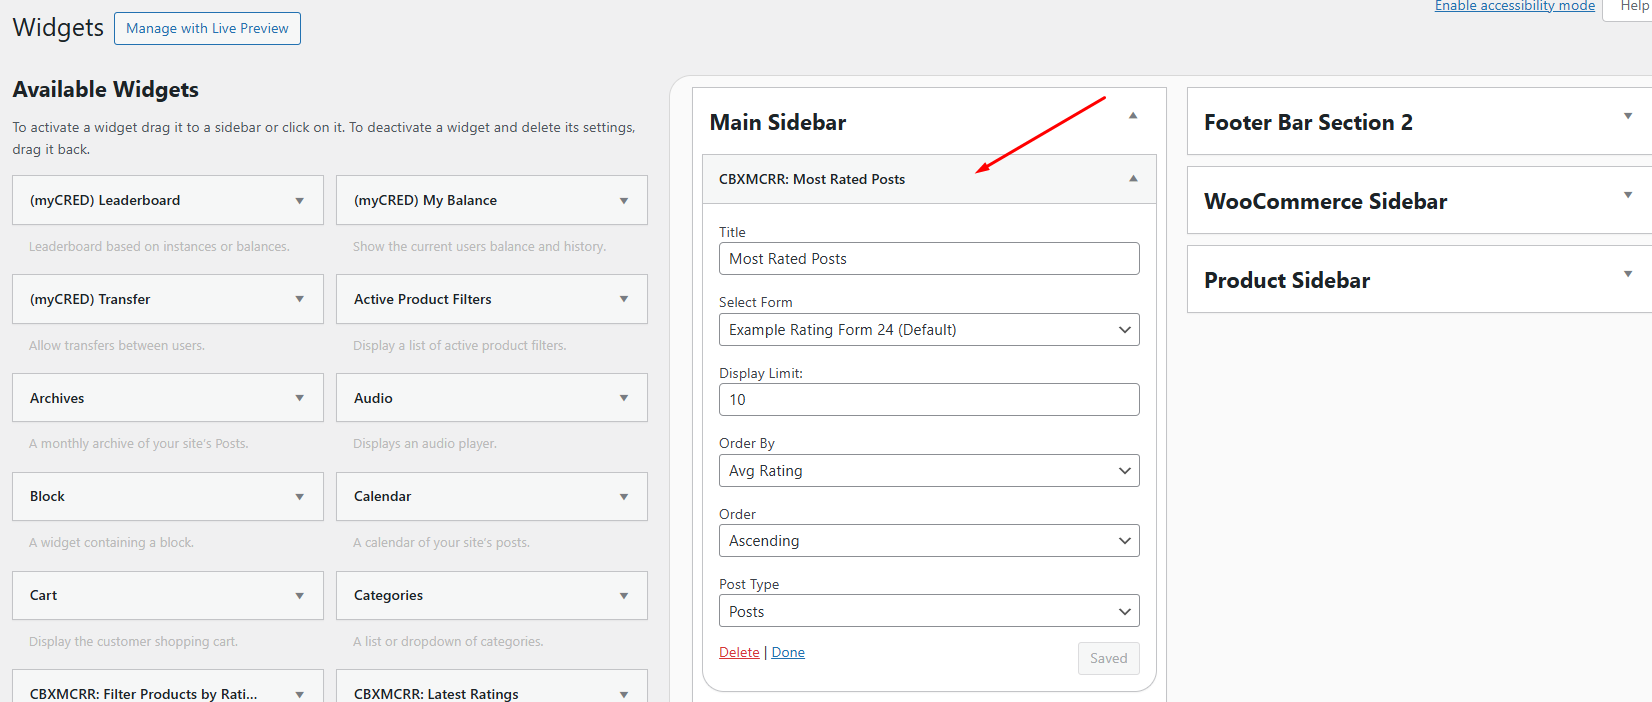 Widgets
Manage with Live Preview
Enable accessibility mode
Help
Available Widgets
To activate a widget drag it to a sidebar or click on it. To deactivate a widget and delete its settings,
drag it back.
(myCRED) Leaderboard
Leaderboard based on instances or balances.
(myCRED) My Balance
Show the current users balance and history.
(myCRED) Transfer
Allow transfers between users.
Active Product Filters
Display a list of active product filters.
Archives
A monthly archive of your site's Posts.
Audio
Displays an audio player.
Block
A widget containing a block.
Calendar
A calendar of your site's posts.
Cart
Display the customer shopping cart.
Categories
A list or dropdown of categories.
CBXMCRR: Filter Products by Rati...
CBXMCRR: Latest Ratings
Main Sidebar
CBXMCRR: Most Rated Posts
Title
Most Rated Posts
Select Form
Example Rating Form 24 (Default)
Display Limit:
10
Order By
Avg Rating
Order
Ascending
Post Type
Posts
Delete | Done
Saved
Footer Bar Section 2
WooCommerce Sidebar
Product Sidebar